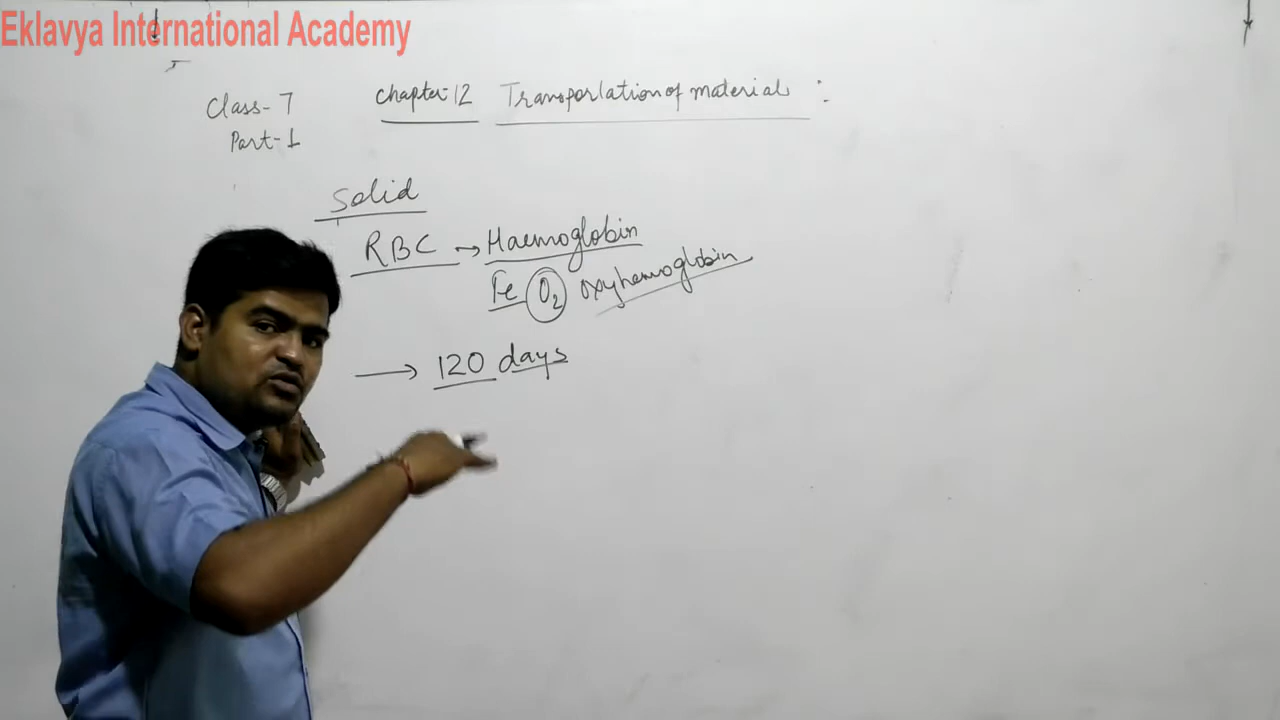 Eklavya International Academy
Class-7 Chapter-12 Transportation of materials :
Part-1
Solid
RBC → Haemoglobin
Fe O2 oxyhemoglobin
→ 120 days